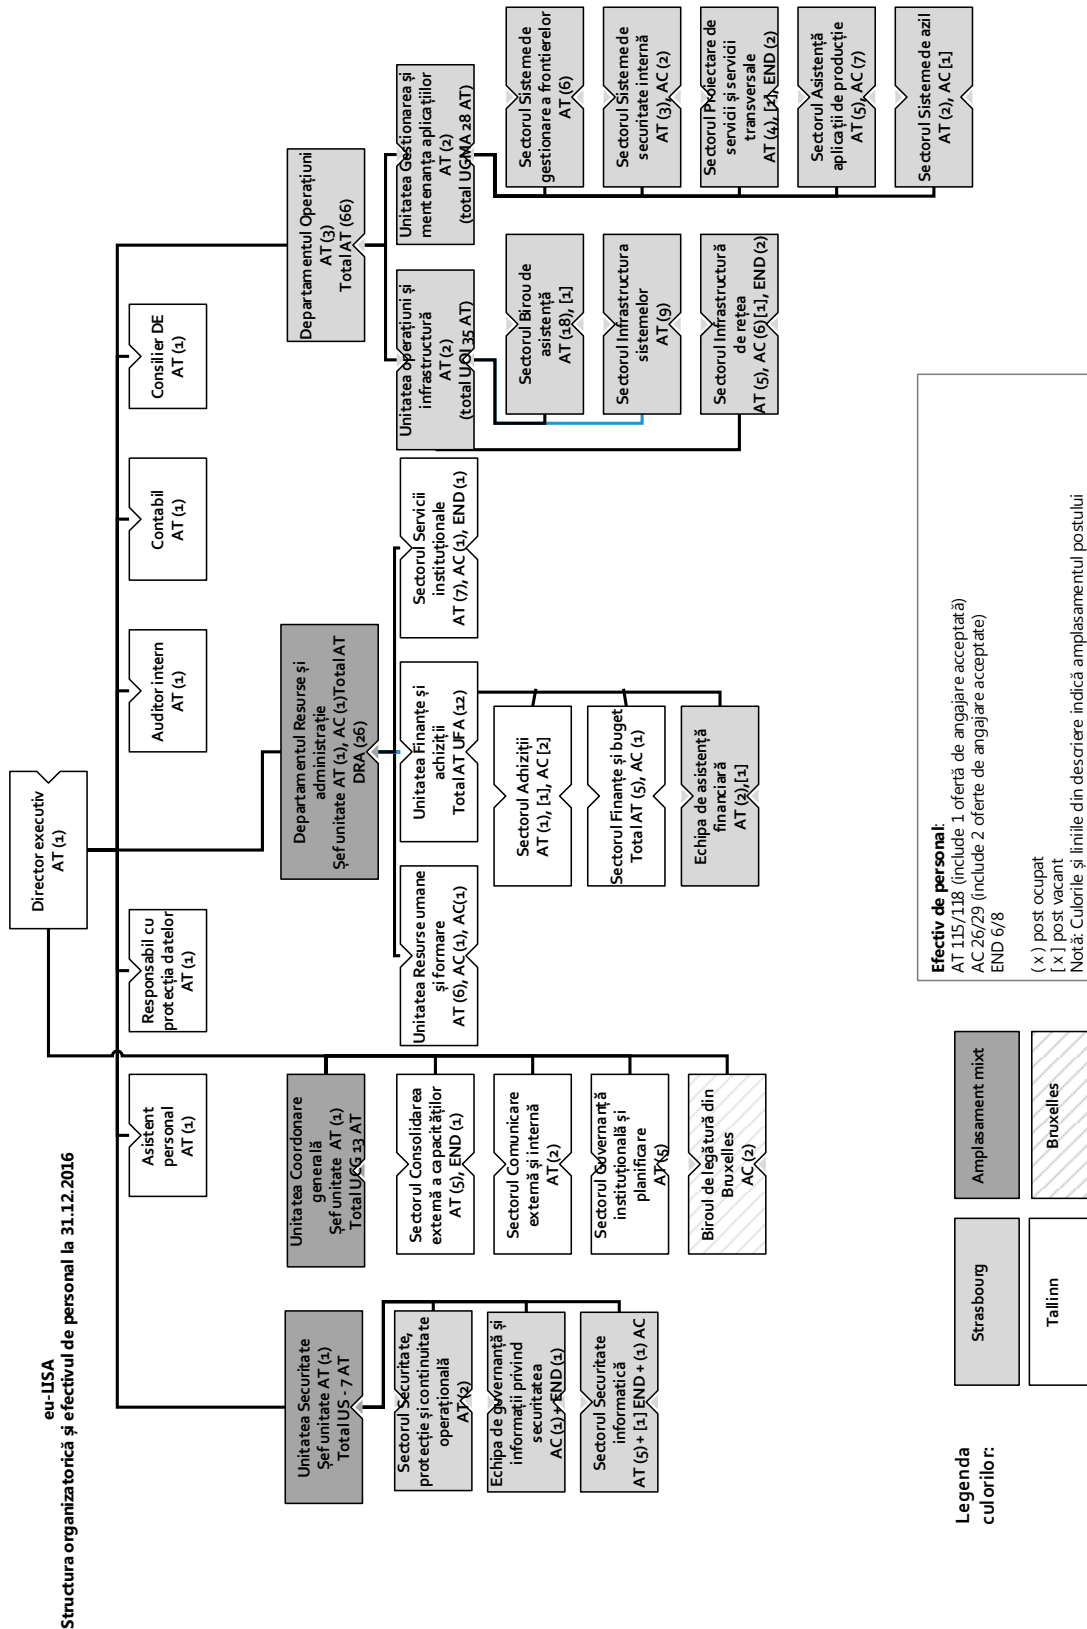 eu-LISA
Structura organizatorică și efectivul de personal la 31.12.2016
Director executiv
AT (1)
Asistent
personal
AT (1)
Responsabil cu
protecția datelor
AT (1)
Auditor intern
AT (1)
Contabil
AT (1)
Consilier DE
AT (1)
Unitatea Securitate
Șef unitate AT (1)
Total US - 7 AT
Sectorul Securitate,
protecție și continuitate
operațională
AT (2)
Echipa de guvernanță și
informații privind
securitatea
AC (1) + END (1)
Sectorul Securitate
informatică
AT (5) + [1] END + (1) AC
Unitatea Coordonare
generală
Șef unitate AT (1)
Total UCG 13 AT
Sectorul Consolidarea
externă a capacităților
AT (5), END (1)
Sectorul Comunicare
externă și internă
AT (2)
Sectorul Guvernanță
instituțională și
planificare
AT (5)
Biroul de legătură din
Bruxelles
AC (2)
Departamentul Resurse și
administrație
Șef unitate AT (1), AC (1)Total AT
DRA (26)
Unitatea Resurse umane
și formare
AT (6), AC (1), AC(1)
Unitatea Finanțe și
achiziții
Total AT UFA (12)
Sectorul Servicii
instituționale
AT (7), AC (1), END (1)
Sectorul Achiziții
AT (1), [1], AC [2]
Sectorul Finanțe și buget
Total AT (5), AC (1)
Echipa de asistență
financiară
AT (2),[1]
Departamentul Operațiuni
AT (3)
Total AT (66)
Unitatea operațiuni și
infrastructură
AT (2)
(total UOI 35 AT)
Sectorul Birou de
asistență
AT (18), [1]
Sectorul Infrastructura
sistemelor
AT (9)
Sectorul Infrastructură
de rețea
AT (5), AC (6)[1], END (2)
Unitatea Gestionarea și
mentenanța aplicațiilor
AT (2)
(total UGMA 28 AT)
Sectorul Sisteme de
gestionare a frontierelor
AT (6)
Sectorul Sisteme de
securitate internă
AT (3), AC (2)
Sectorul Proiectare de
servicii și servicii
transversale
AT (4), [1], END (2)
Sectorul Asistență
aplicații de producție
AT (5), AC (7)
Sectorul Sisteme de azil
AT (2), AC [1]
Legenda
culorilor:
Strasbourg
Amplasament mixt
Tallinn
Bruxelles
Efectiv de personal:
AT 115/118 (include 1 ofertă de angajare acceptată)
AC 26/29 (include 2 oferte de angajare acceptate)
END 6/8
( x ) post ocupat
[ x ] post vacant
Notă: Culorile și liniile din descriere indică amplasamentul postului